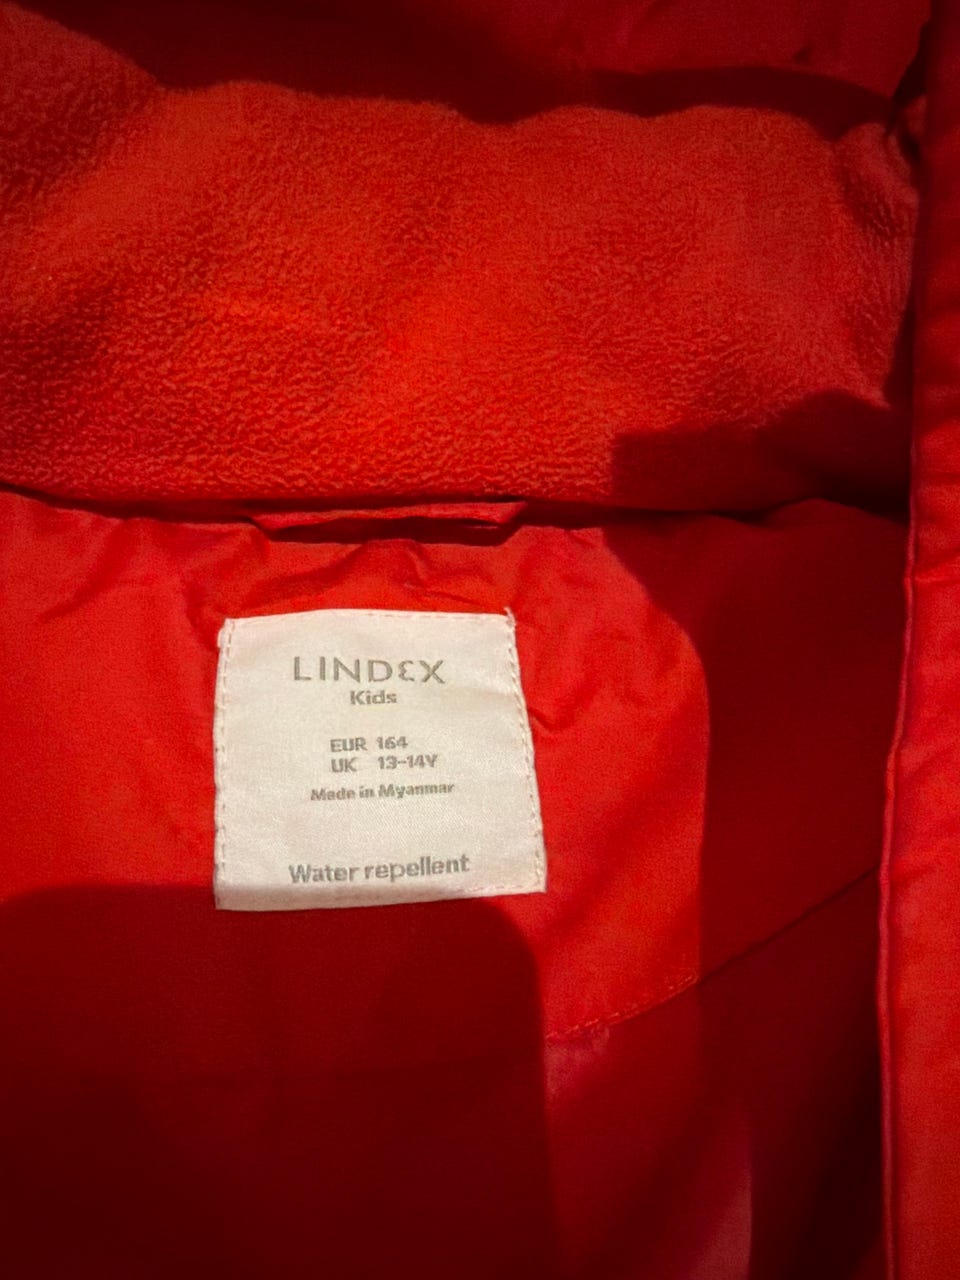 LINDEX
Kids
EUR 164
UK 13-14Y
Made in Myanmar
Water repellent